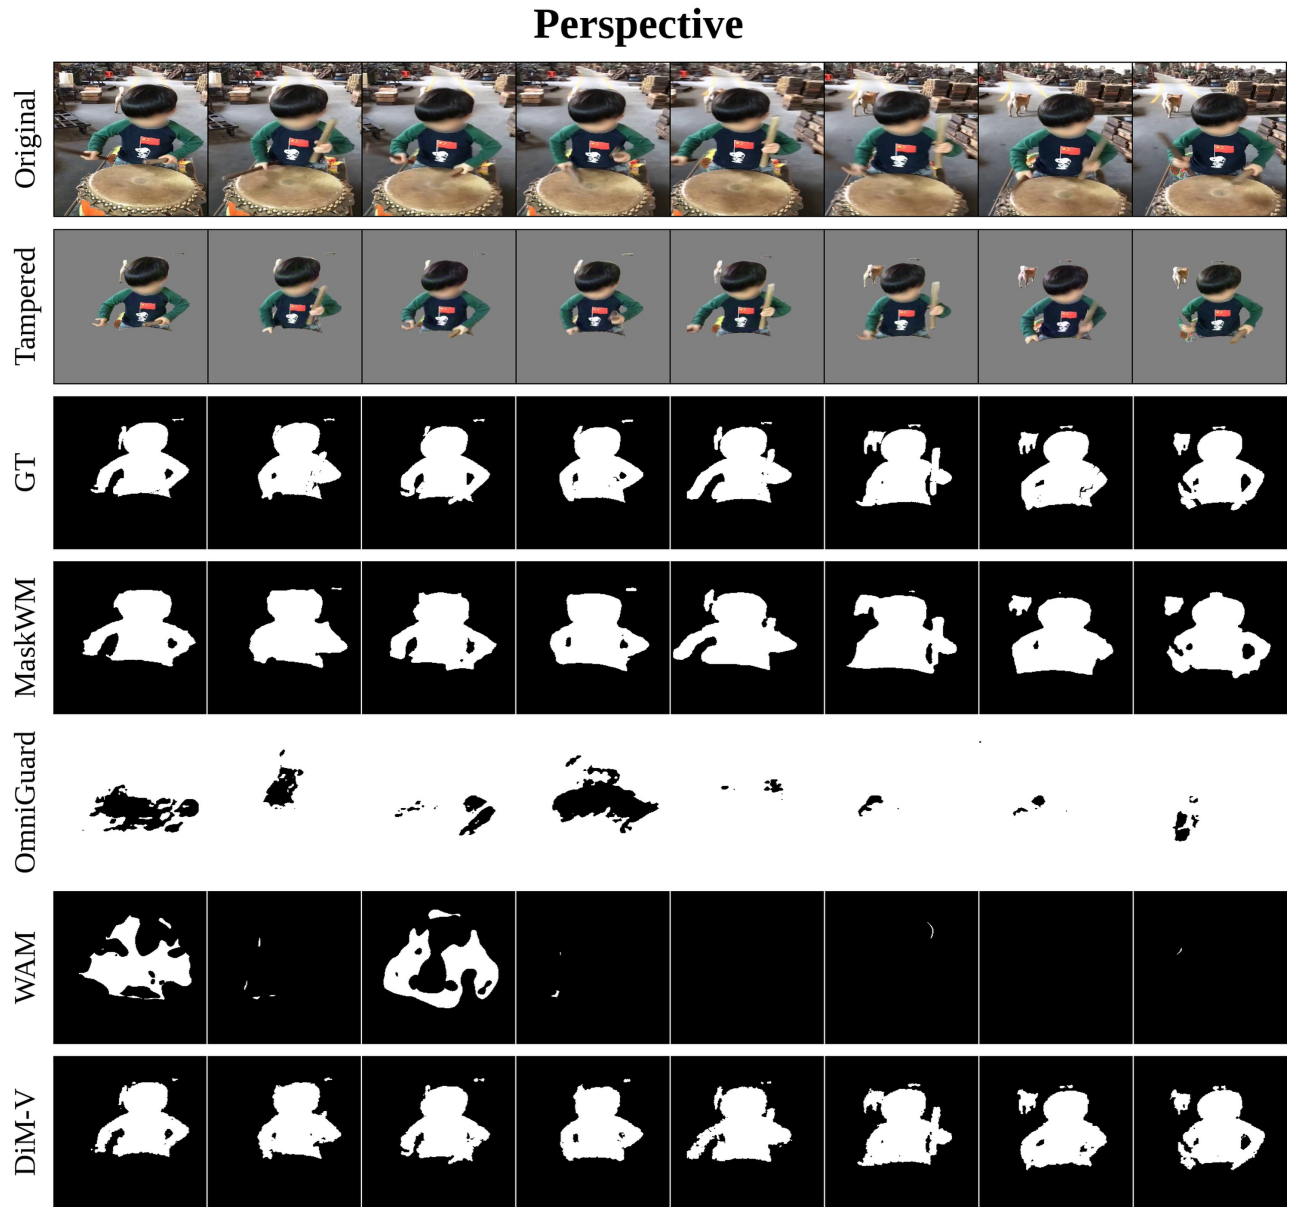 Perspective
Original
Tampered
GT
MaskWM
OmniGuard
WAM
DiM-V